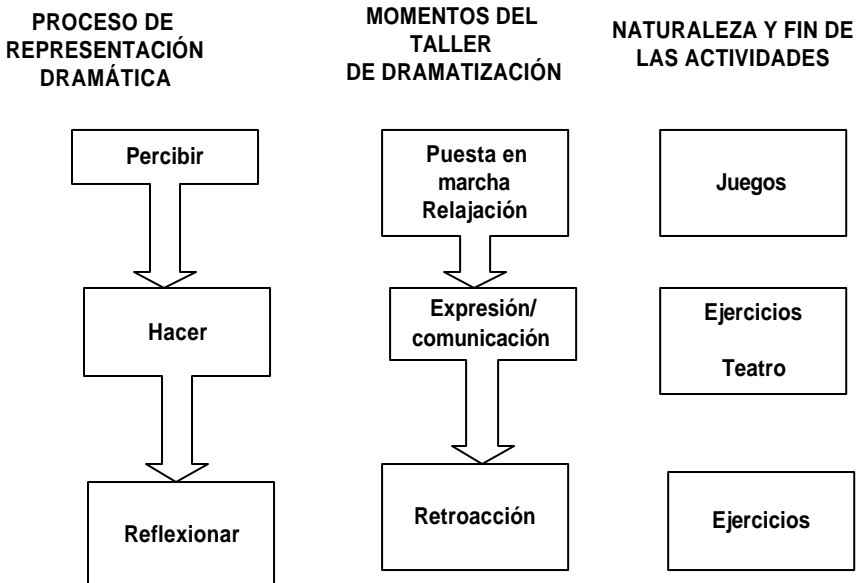 PROCESO DE
REPRESENTACIÓN
DRAMÁTICA
MOMENTOS DEL
TALLER
DE DRAMATIZACIÓN
NATURALEZA Y FIN DE
LAS ACTIVIDADES
Percibir
Puesta en
marcha
Relajación
Juegos
Hacer
Expresión/
comunicación
Ejercicios
Teatro
Reflexionar
Retroacción
Ejercicios